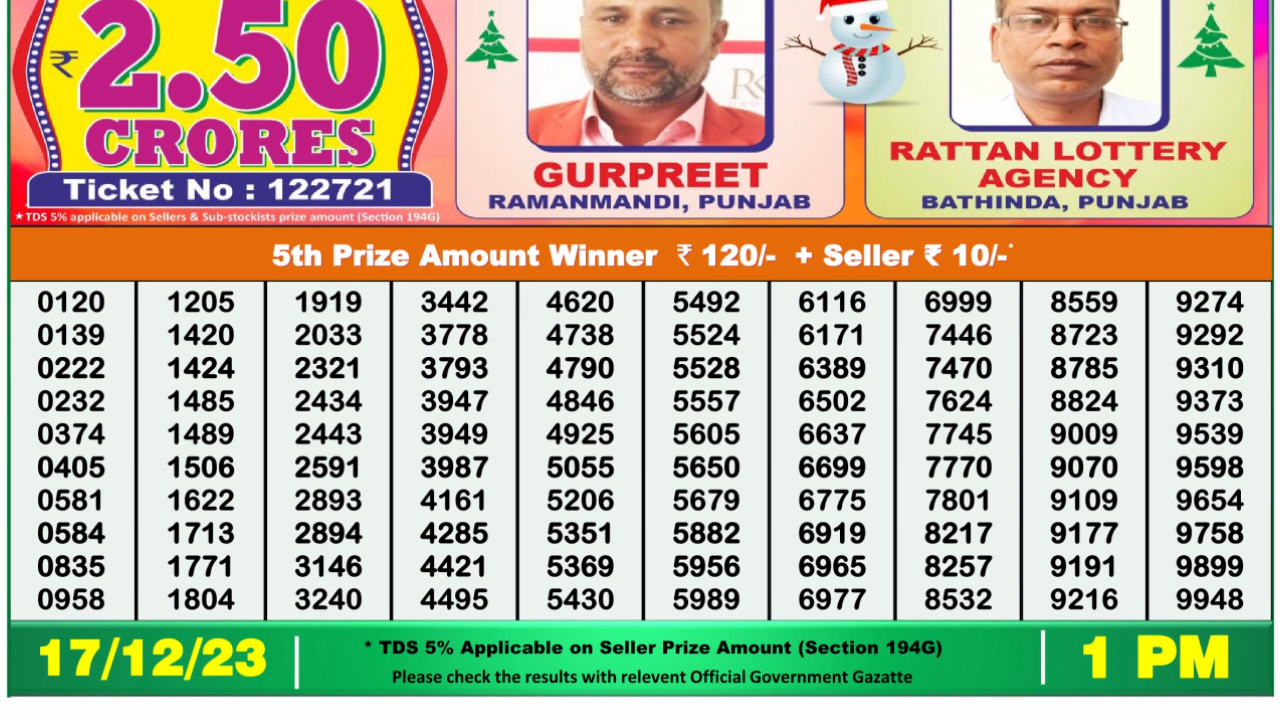 ₹ 2.50
CRORES
Ticket No : 122721
★ TDS 5% applicable on Sellers & Sub-stockists prize amount (Section 194G)
GURPREET
RAMANMANDI, PUNJAB
RATTAN LOTTERY
AGENCY
BATHINDA, PUNJAB
5th Prize Amount Winner ₹ 120/- + Seller ₹ 10/-*
0120 1205 1919 3442 4620 5492 6116 6999 8559 9274
0139 1420 2033 3778 4738 5524 6171 7446 8723 9292
0222 1424 2321 3793 4790 5528 6389 7470 8785 9310
0232 1485 2434 3947 4846 5557 6502 7624 8824 9373
0374 1489 2443 3949 4925 5605 6637 7745 9009 9539
0405 1506 2591 3987 5055 5650 6699 7770 9070 9598
0581 1622 2893 4161 5206 5679 6775 7801 9109 9654
0584 1713 2894 4285 5351 5882 6919 8217 9177 9758
0835 1771 3146 4421 5369 5956 6965 8257 9191 9899
0958 1804 3240 4495 5430 5989 6977 8532 9216 9948
17/12/23
* TDS 5% Applicable on Seller Prize Amount (Section 194G)
Please check the results with relevent Official Government Gazatte
1 PM